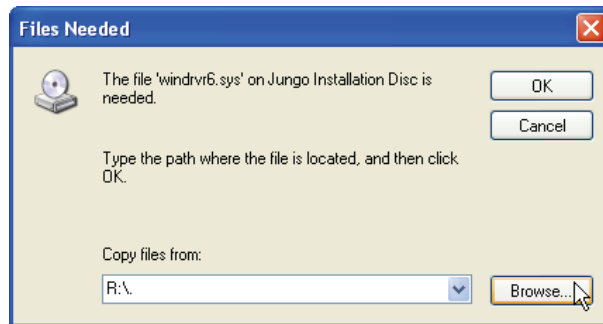 Files Needed
The file 'windrvr6.sys' on Jungo Installation Disc is
needed.
OK
Cancel
Type the path where the file is located, and then click
OK.
Copy files from:
R:\.
Browse...